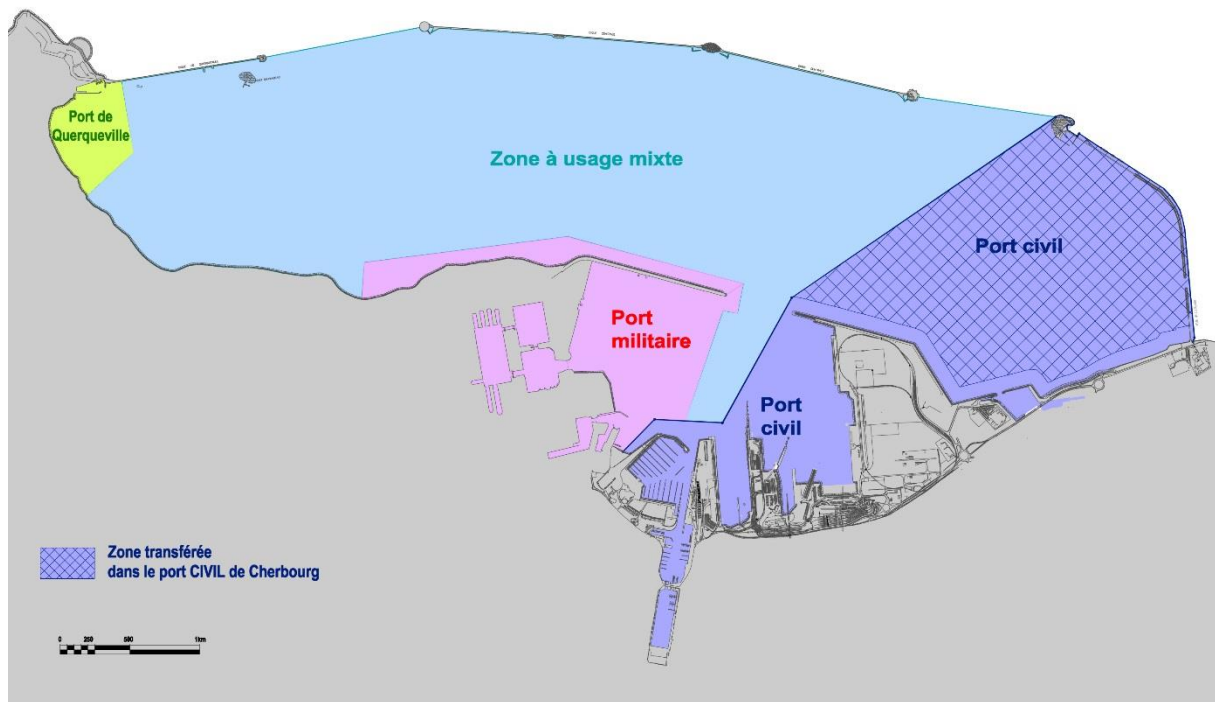 Port de
Querqueville
Zone à usage mixte
Port civil
Port
militaire
Port
civil
Zone transférée
dans le port CIVIL de Cherbourg
0 250 500 1km